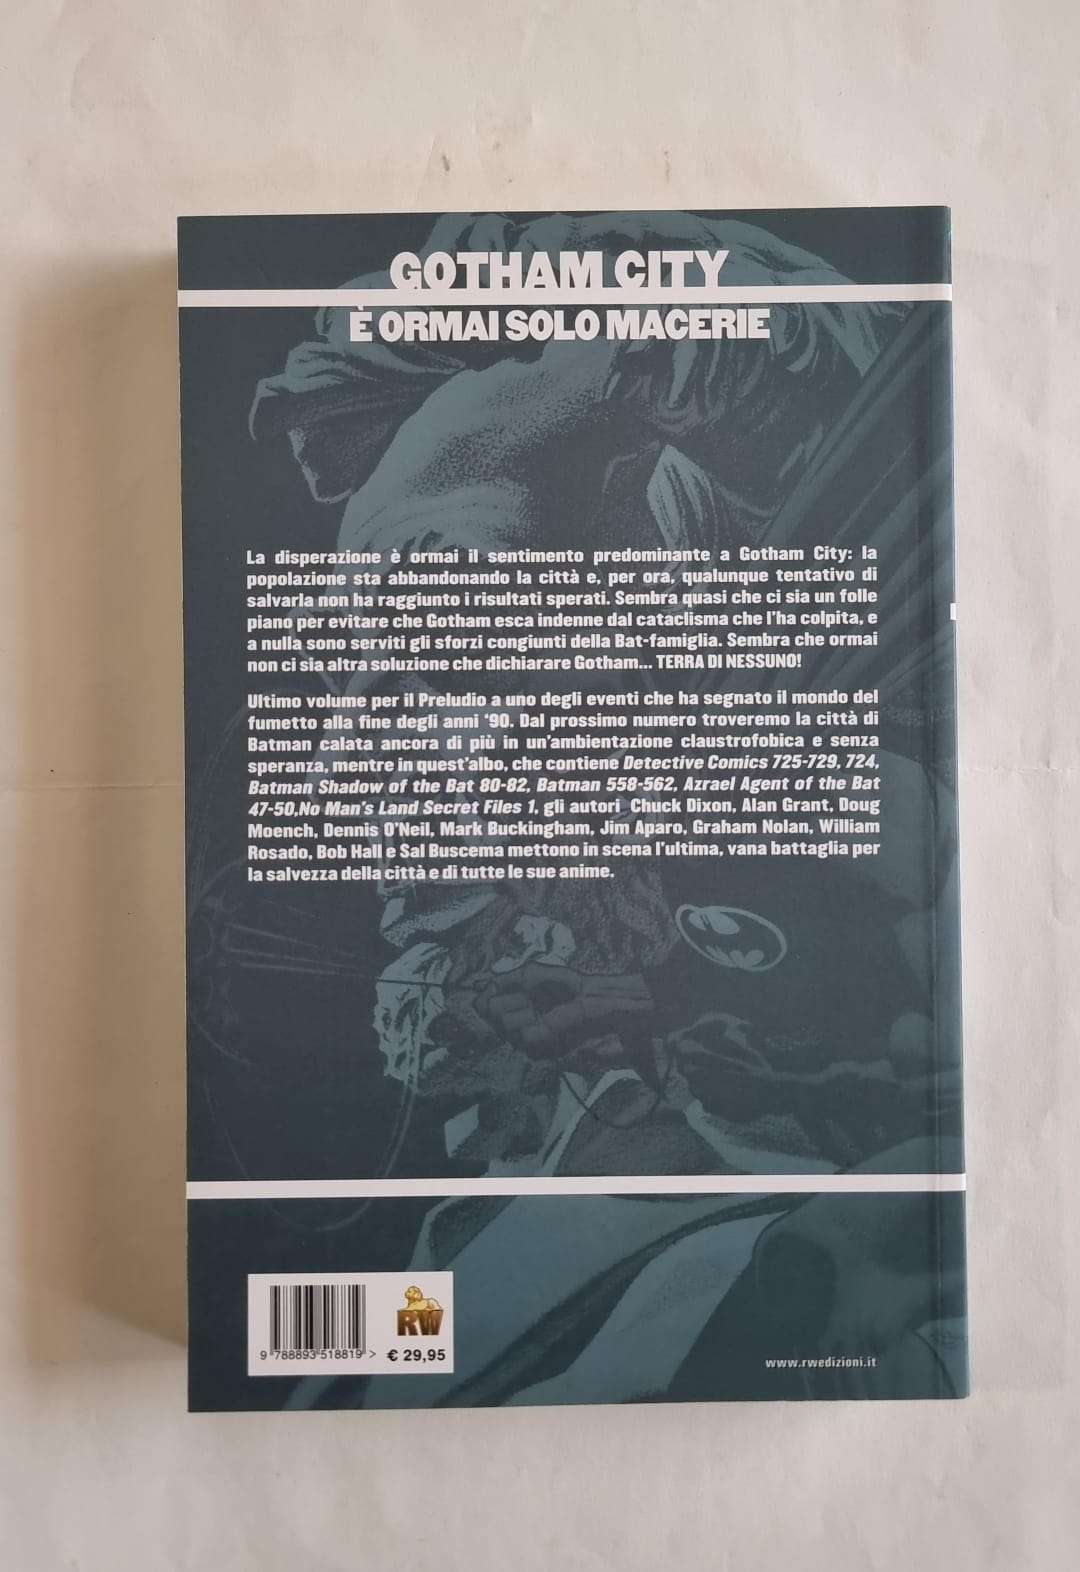 GOTHAM CITY
È ORMAI SOLO MACERIE
La disperazione è ormai il sentimento predominante a Gotham City: la
popolazione sta abbandonando la città e, per ora, qualunque tentativo di
salvarla non ha raggiunto i risultati sperati. Sembra quasi che ci sia un folle
piano per evitare che Gotham esca indenne dal cataclisma che l'ha colpita, e
a nulla sono serviti gli sforzi congiunti della Bat-famiglia. Sembra che ormai
non ci sia altra soluzione che dichiarare Gotham... TERRA DI NESSUNO!
Ultimo volume per il Preludio a uno degli eventi che ha segnato il mondo del
fumetto alla fine degli anni '90. Dal prossimo numero troveremo la città di
Batman calata ancora di più in un'ambientazione claustrofobica e senza
speranza, mentre in quest'albo, che contiene Detective Comics 725-729, 724,
Batman Shadow of the Bat 80-82, Batman 558-562, Azrael Agent of the Bat
47-50,No Man's Land Secret Files 1, gli autori Chuck Dixon, Alan Grant, Doug
Moench, Dennis O'Neil, Mark Buckingham, Jim Aparo, Graham Nolan, William
Rosado, Bob Hall e Sal Buscema mettono in scena l'ultima, vana battaglia per
la salvezza della città e di tutte le sue anime.
RW
9 788893 518819 >
€ 29,95
www.rwedizioni.it